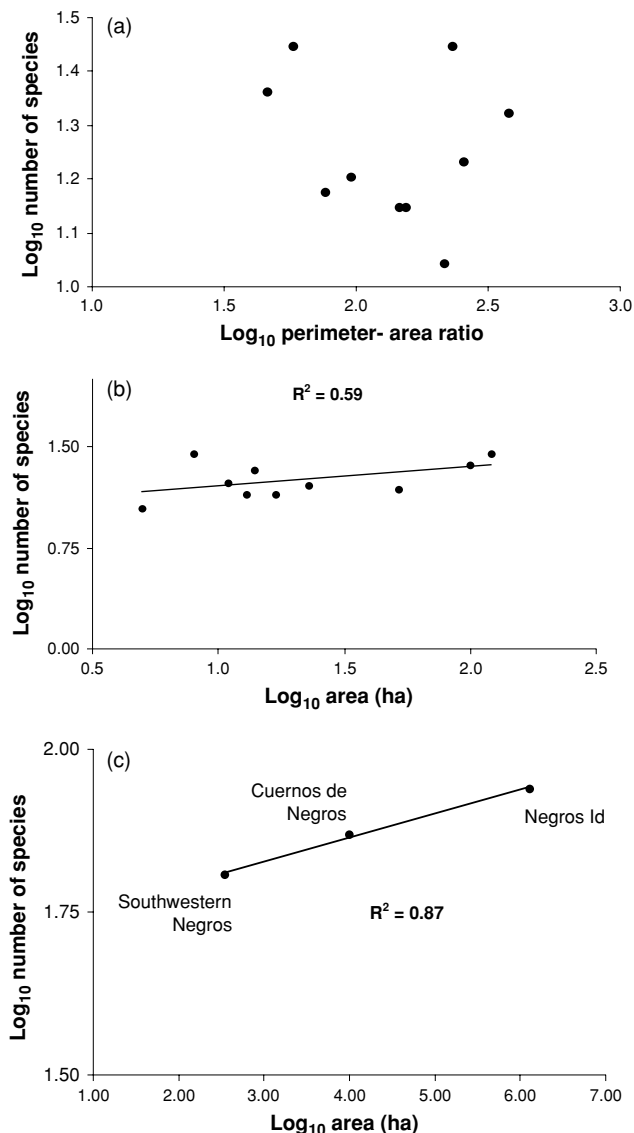 (a)
1.5
1.4
1.3
1.2
1.1
1.0
Log₁₀ number of species
1.0 1.5 2.0 2.5 3.0
Log₁₀ perimeter- area ratio
(b)
R² = 0.59
1.50
0.75
0.00
Log₁₀ number of species
0.5 1.0 1.5 2.0 2.5
Log₁₀ area (ha)
(c)
2.00
1.75
1.50
Log₁₀ number of species
Cuernos de
Negros
Negros Id
Southwestern
Negros
R² = 0.87
1.00 2.00 3.00 4.00 5.00 6.00 7.00
Log₁₀ area (ha)